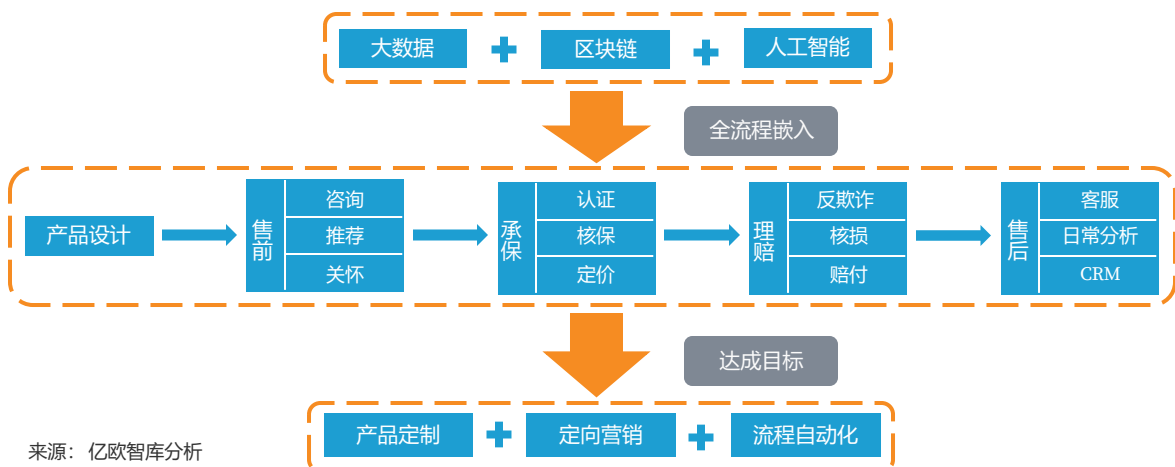 大数据
区块链
人工智能
全流程嵌入
产品设计
售前
咨询
推荐
关怀
承保
认证
核保
定价
理赔
反欺诈
核损
赔付
售后
客服
日常分析
CRM
达成目标
产品定制
定向营销
流程自动化
来源：亿欧智库分析